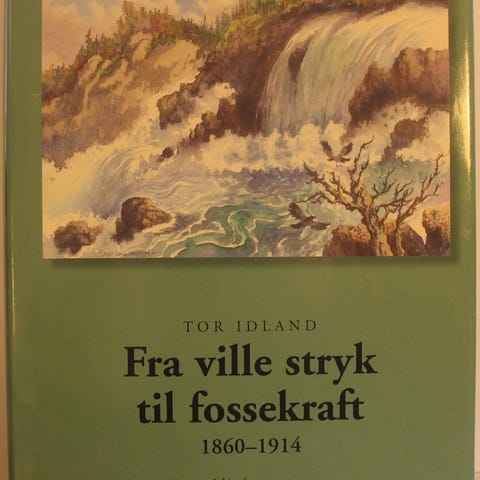 TOR IDLAND
Fra ville stryk
til fossekraft
1860–1914